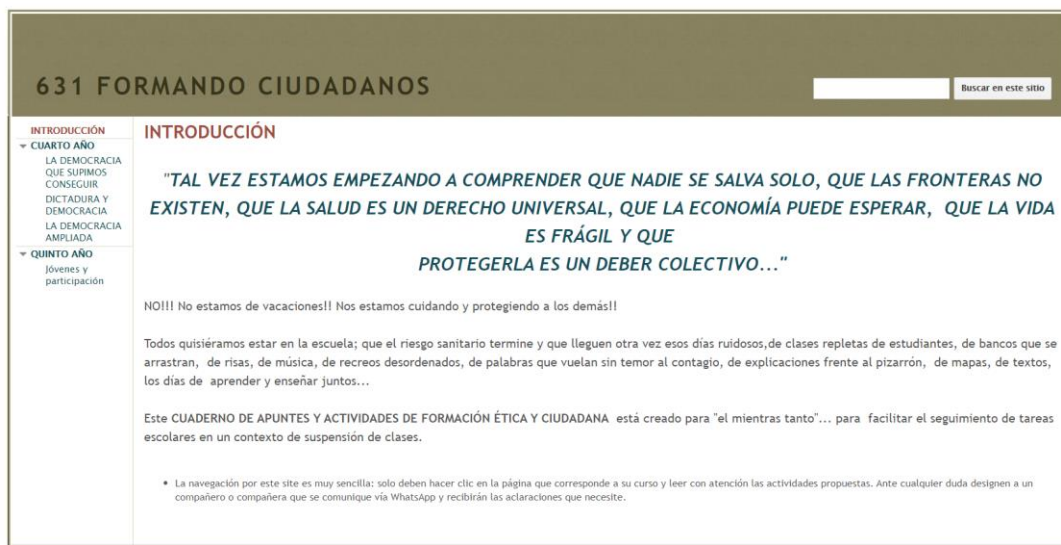 631 FORMANDO CIUDADANOS
Buscar en este sitio
INTRODUCCIÓN
CUARTO AÑO
LA DEMOCRACIA
QUE SUPIMOS
CONSEGUIR
DICTADURA Y
DEMOCRACIA
LA DEMOCRACIA
AMPLIADA
QUINTO AÑO
Jóvenes y
participación
INTRODUCCIÓN
"TAL VEZ ESTAMOS EMPEZANDO A COMPRENDER QUE NADIE SE SALVA SOLO, QUE LAS FRONTERAS NO
EXISTEN, QUE LA SALUD ES UN DERECHO UNIVERSAL, QUE LA ECONOMÍA PUEDE ESPERAR, QUE LA VIDA
ES FRÁGIL Y QUE
PROTEGERLA ES UN DEBER COLECTIVO..."
NO!!! No estamos de vacaciones!! Nos estamos cuidando y protegiendo a los demás!!
Todos quisiéramos estar en la escuela; que el riesgo sanitario termine y que lleguen otra vez esos días ruidosos,de clases repletas de estudiantes, de bancos que se
arrastran, de risas, de música, de recreos desordenados, de palabras que vuelan sin temor al contagio, de explicaciones frente al pizarrón, de mapas, de textos,
los días de aprender y enseñar juntos...
Este CUADERNO DE APUNTES Y ACTIVIDADES DE FORMACIÓN ÉTICA Y CIUDADANA está creado para "el mientras tanto"... para facilitar el seguimiento de tareas
escolares en un contexto de suspensión de clases.
• La navegación por este site es muy sencilla: solo deben hacer clic en la página que corresponde a su curso y leer con atención las actividades propuestas. Ante cualquier duda designen a un
compañero o compañera que se comunique vía WhatsApp y recibirán las aclaraciones que necesite.